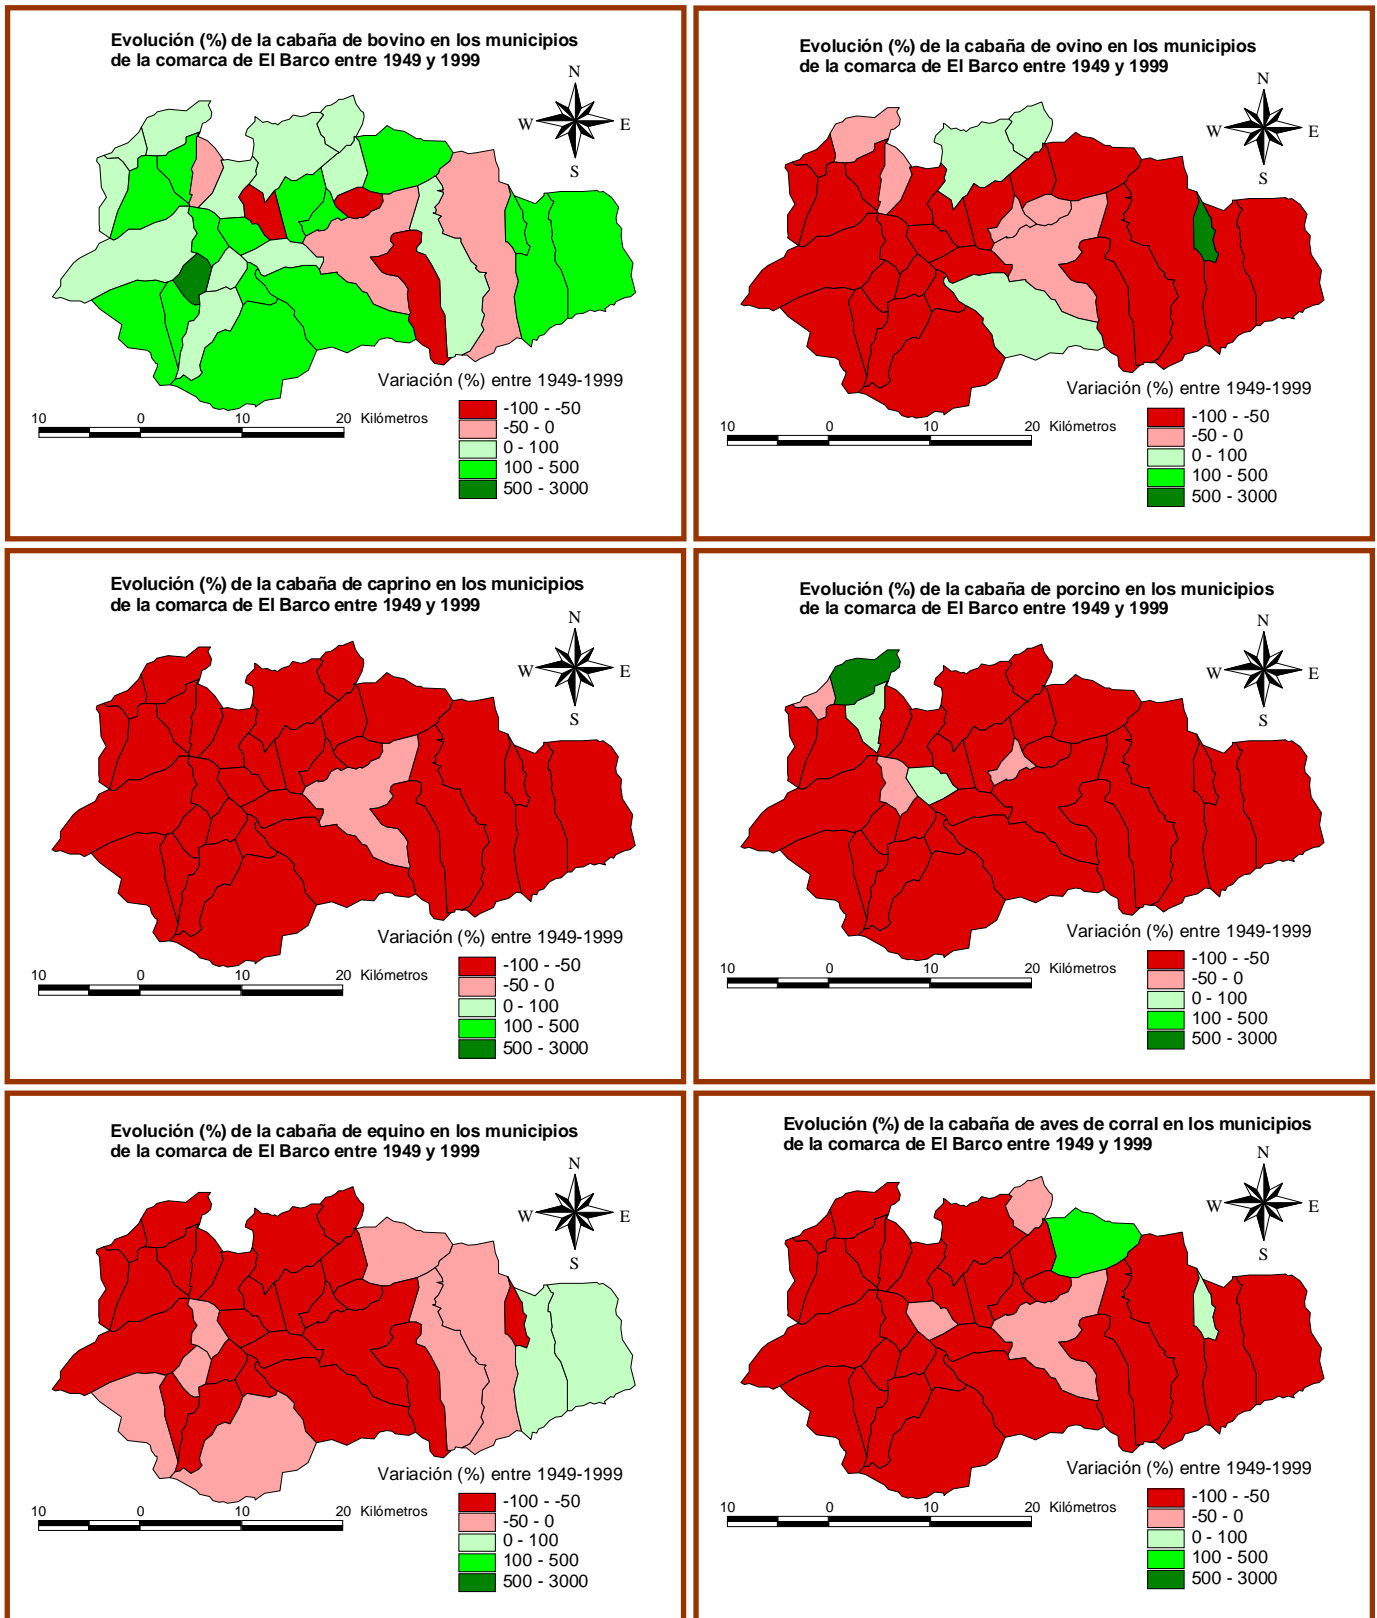 Evolución (%) de la cabaña de bovino en los municipios
de la comarca de El Barco entre 1949 y 1999
N
W E
S
Variación (%) entre 1949-1999
10 0 10 20 Kilómetros
-100 - -50
-50 - 0
0 - 100
100 - 500
500 - 3000
Evolución (%) de la cabaña de ovino en los municipios
de la comarca de El Barco entre 1949 y 1999
N
W E
S
Variación (%) entre 1949-1999
10 0 10 20 Kilómetros
-100 - -50
-50 - 0
0 - 100
100 - 500
500 - 3000
Evolución (%) de la cabaña de caprino en los municipios
de la comarca de El Barco entre 1949 y 1999
N
W E
S
Variación (%) entre 1949-1999
10 0 10 20 Kilómetros
-100 - -50
-50 - 0
0 - 100
100 - 500
500 - 3000
Evolución (%) de la cabaña de porcino en los municipios
de la comarca de El Barco entre 1949 y 1999
N
W E
S
Variación (%) entre 1949-1999
10 0 10 20 Kilómetros
-100 - -50
-50 - 0
0 - 100
100 - 500
500 - 3000
Evolución (%) de la cabaña de equino en los municipios
de la comarca de El Barco entre 1949 y 1999
N
W E
S
Variación (%) entre 1949-1999
10 0 10 20 Kilómetros
-100 - -50
-50 - 0
0 - 100
100 - 500
500 - 3000
Evolución (%) de la cabaña de aves de corral en los municipios
de la comarca de El Barco entre 1949 y 1999
N
W E
S
Variación (%) entre 1949-1999
10 0 10 20 Kilómetros
-100 - -50
-50 - 0
0 - 100
100 - 500
500 - 3000